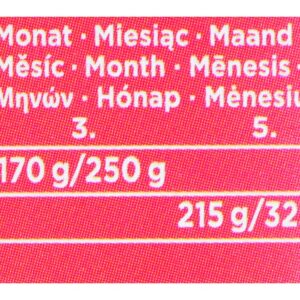 Monat · Miesiąc · Maand
Měsíc · Month · Mēnesis ·
Μηνών · Hónap · Mėnesiu
3. 5.
170 g/250 g
215 g/32